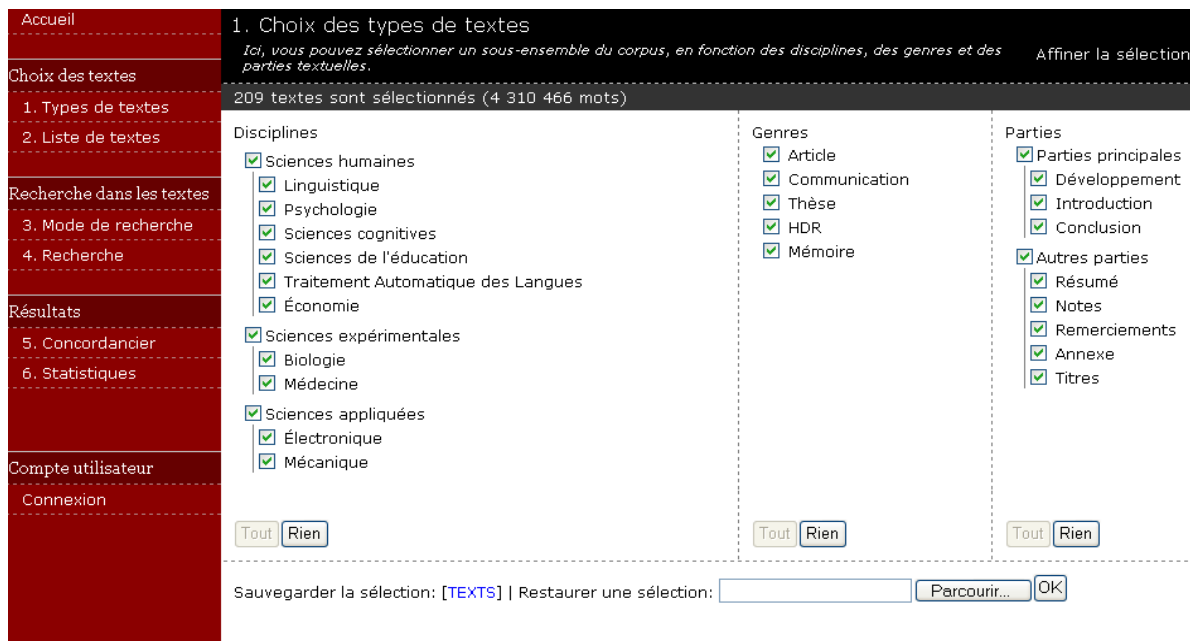 Accueil
Choix des textes
1. Types de textes
2. Liste de textes
Recherche dans les textes
3. Mode de recherche
4. Recherche
Résultats
5. Concordancier
6. Statistiques
Compte utilisateur
Connexion
1. Choix des types de textes
Ici, vous pouvez sélectionner un sous-ensemble du corpus, en fonction des disciplines, des genres et des
parties textuelles.
Affiner la sélection
209 textes sont sélectionnés (4 310 466 mots)
Disciplines
Sciences humaines
Linguistique
Psychologie
Sciences cognitives
Sciences de l'éducation
Traitement Automatique des Langues
Économie
Sciences expérimentales
Biologie
Médecine
Sciences appliquées
Électronique
Mécanique
Tout Rien
Genres
Article
Communication
Thèse
HDR
Mémoire
Tout Rien
Parties
Parties principales
Développement
Introduction
Conclusion
Autres parties
Résumé
Notes
Remerciements
Annexe
Titres
Tout Rien
Sauvegarder la sélection: [TEXTS] | Restaurer une sélection: Parcourir... OK